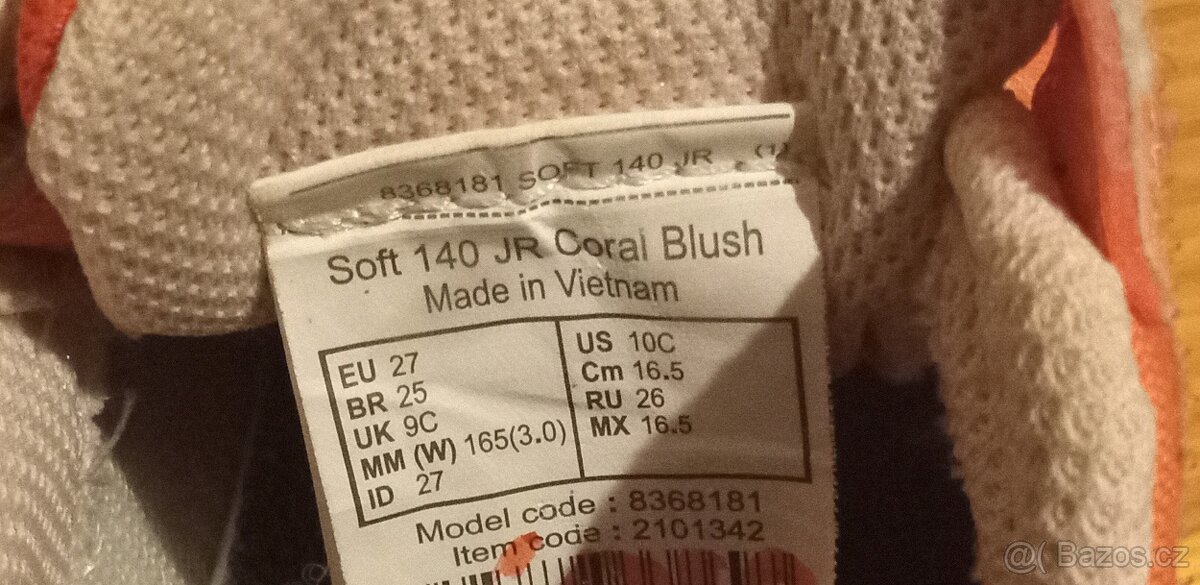 8368181 SOFT 140 JR (1)
Soft 140 JR Coral Blush
Made in Vietnam
EU 27
BR 25
UK 9C
MM (W) 165(3.0)
ID 27
US 10C
Cm 16.5
RU 26
MX 16.5
Model code : 8368181
Item code : 2101342
@( Bazos.cz